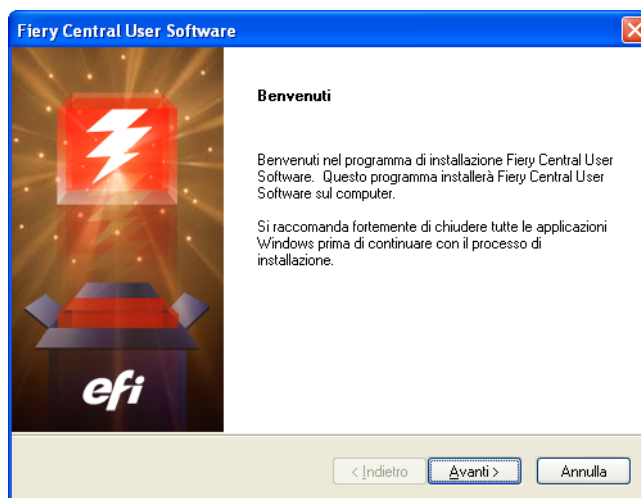 Fiery Central User Software
Benvenuti
Benvenuti nel programma di installazione Fiery Central User
Software. Questo programma installerà Fiery Central User
Software sul computer.
Si raccomanda fortemente di chiudere tutte le applicazioni
Windows prima di continuare con il processo di
installazione.
efi
< Indietro
Avanti >
Annulla